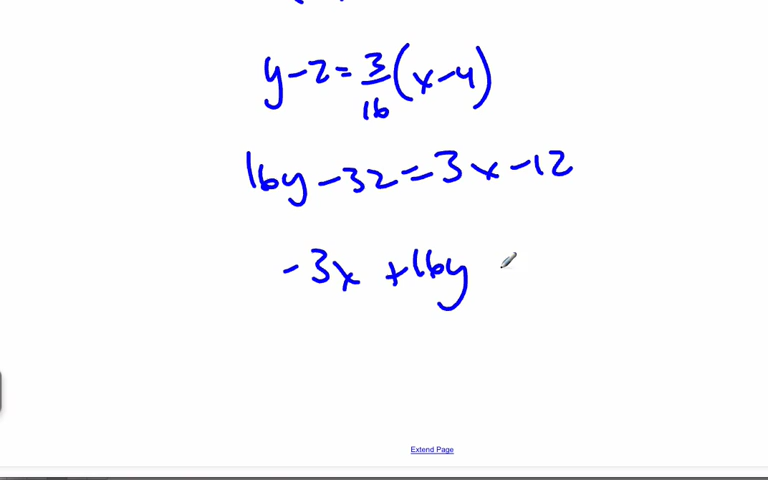 y-2=3/16(x-4)
16y-32=3x-12
-3x+16y
Extend Page